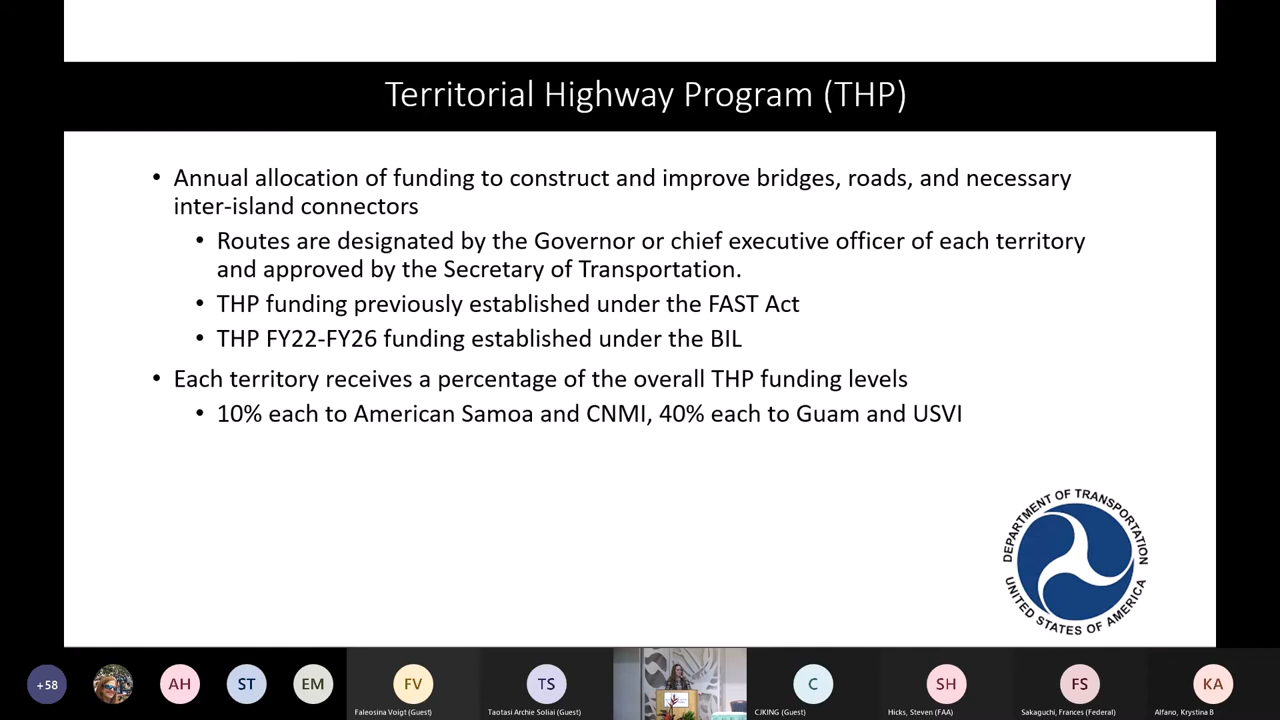 Territorial Highway Program (THP)
• Annual allocation of funding to construct and improve bridges, roads, and necessary
inter-island connectors
• Routes are designated by the Governor or chief executive officer of each territory
and approved by the Secretary of Transportation.
• THP funding previously established under the FAST Act
• THP FY22-FY26 funding established under the BIL
• Each territory receives a percentage of the overall THP funding levels
• 10% each to American Samoa and CNMI, 40% each to Guam and USVI
DEPARTMENT OF TRANSPORTATION
UNITED STATES OF AMERICA
+58
AH
ST
EM
FV
TS
C
SH
FS
KA
Faleosina Voigt (Guest)
Taotasi Archie Soliai (Guest)
CJKING (Guest)
Hicks, Steven (FAA)
Sakaguchi, Frances (Federal)
Alfano, Krystina B